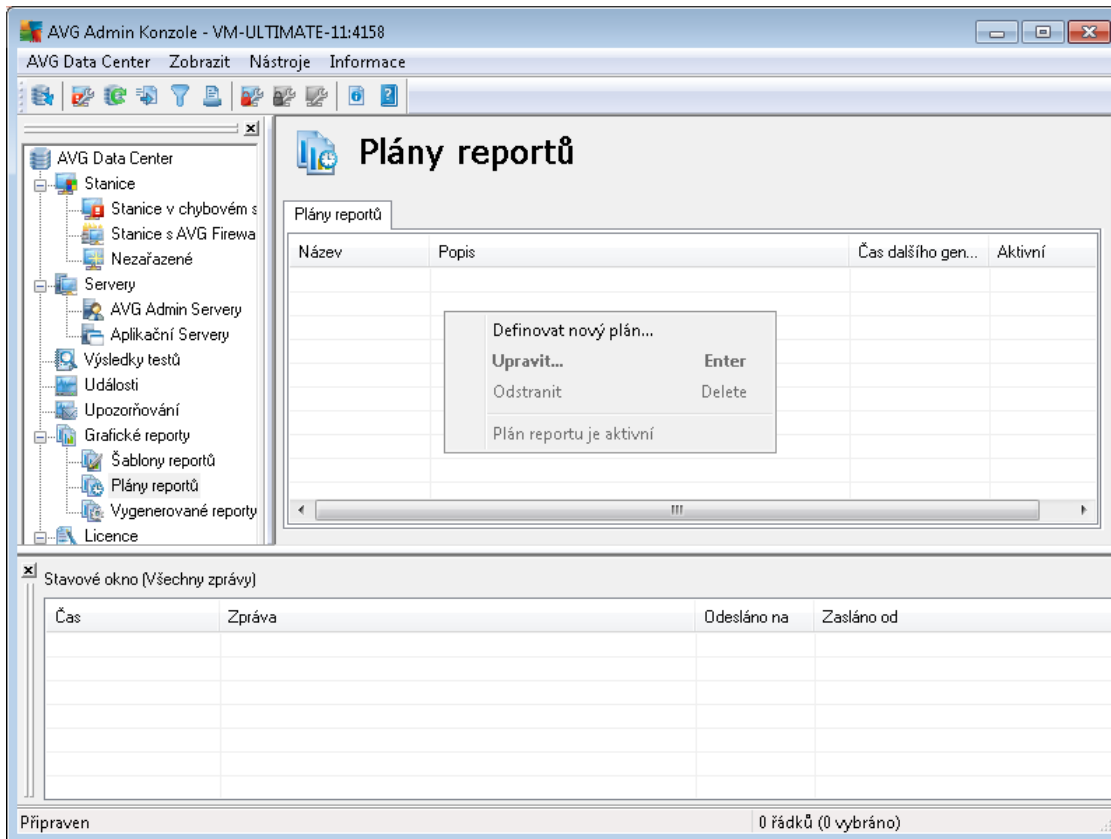 AVG Admin Konzole - VM-ULTIMATE-11:4158
AVG Data Center Zobrazit Nástroje Informace
AVG Data Center
Stanice
Stanice v chybovém s
Stanice s AVG Firewa
Nezařazené
Servery
AVG Admin Servery
Aplikační Servery
Výsledky testů
Události
Upozorňování
Grafické reporty
Šablony reportů
Plány reportů
Vygenerované reporty
Licence
Plány reportů
Plány reportů
Název Popis Čas dalšího gen... Aktivní
Definovat nový plán...
Upravit... Enter
Odstranit Delete
Plán reportu je aktivní
Stavové okno (Všechny zprávy)
Čas Zpráva Odesláno na Zasláno od
Připraven 0 řádků (0 vybráno)